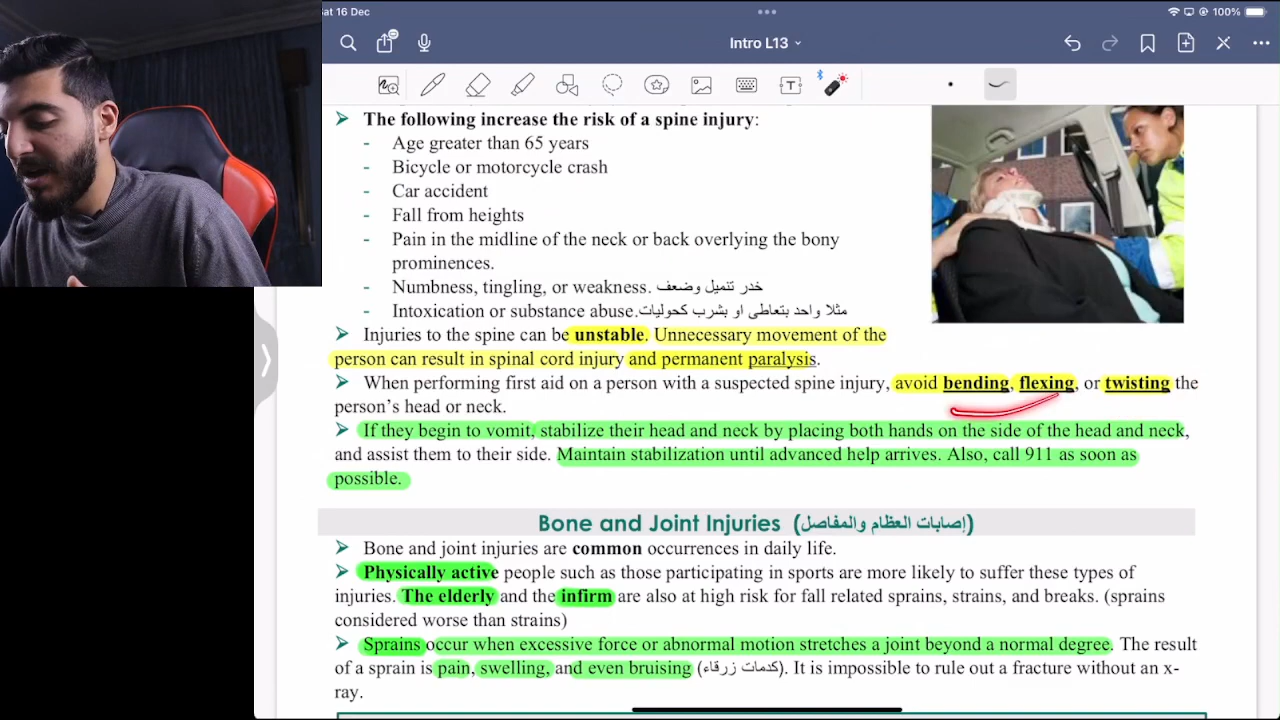 Sat 16 Dec
100%
Intro L13
The following increase the risk of a spine injury:
- Age greater than 65 years
- Bicycle or motorcycle crash
- Car accident
- Fall from heights
- Pain in the midline of the neck or back overlying the bony
prominences.
- Numbness, tingling, or weakness. خدر تنميل وضعف
- Intoxication or substance abuse.مثلا واحد بتعاطى او بشرب كحوليات
Injuries to the spine can be unstable. Unnecessary movement of the
person can result in spinal cord injury and permanent paralysis.
When performing first aid on a person with a suspected spine injury, avoid bending, flexing, or twisting the
person’s head or neck.
If they begin to vomit, stabilize their head and neck by placing both hands on the side of the head and neck,
and assist them to their side. Maintain stabilization until advanced help arrives. Also, call 911 as soon as
possible.
Bone and Joint Injuries (إصابات العظام والمفاصل)
Bone and joint injuries are common occurrences in daily life.
Physically active people such as those participating in sports are more likely to suffer these types of
injuries. The elderly and the infirm are also at high risk for fall related sprains, strains, and breaks. (sprains
considered worse than strains)
Sprains occur when excessive force or abnormal motion stretches a joint beyond a normal degree. The result
of a sprain is pain, swelling, and even bruising (كدمات زرقاء). It is impossible to rule out a fracture without an x-
ray.